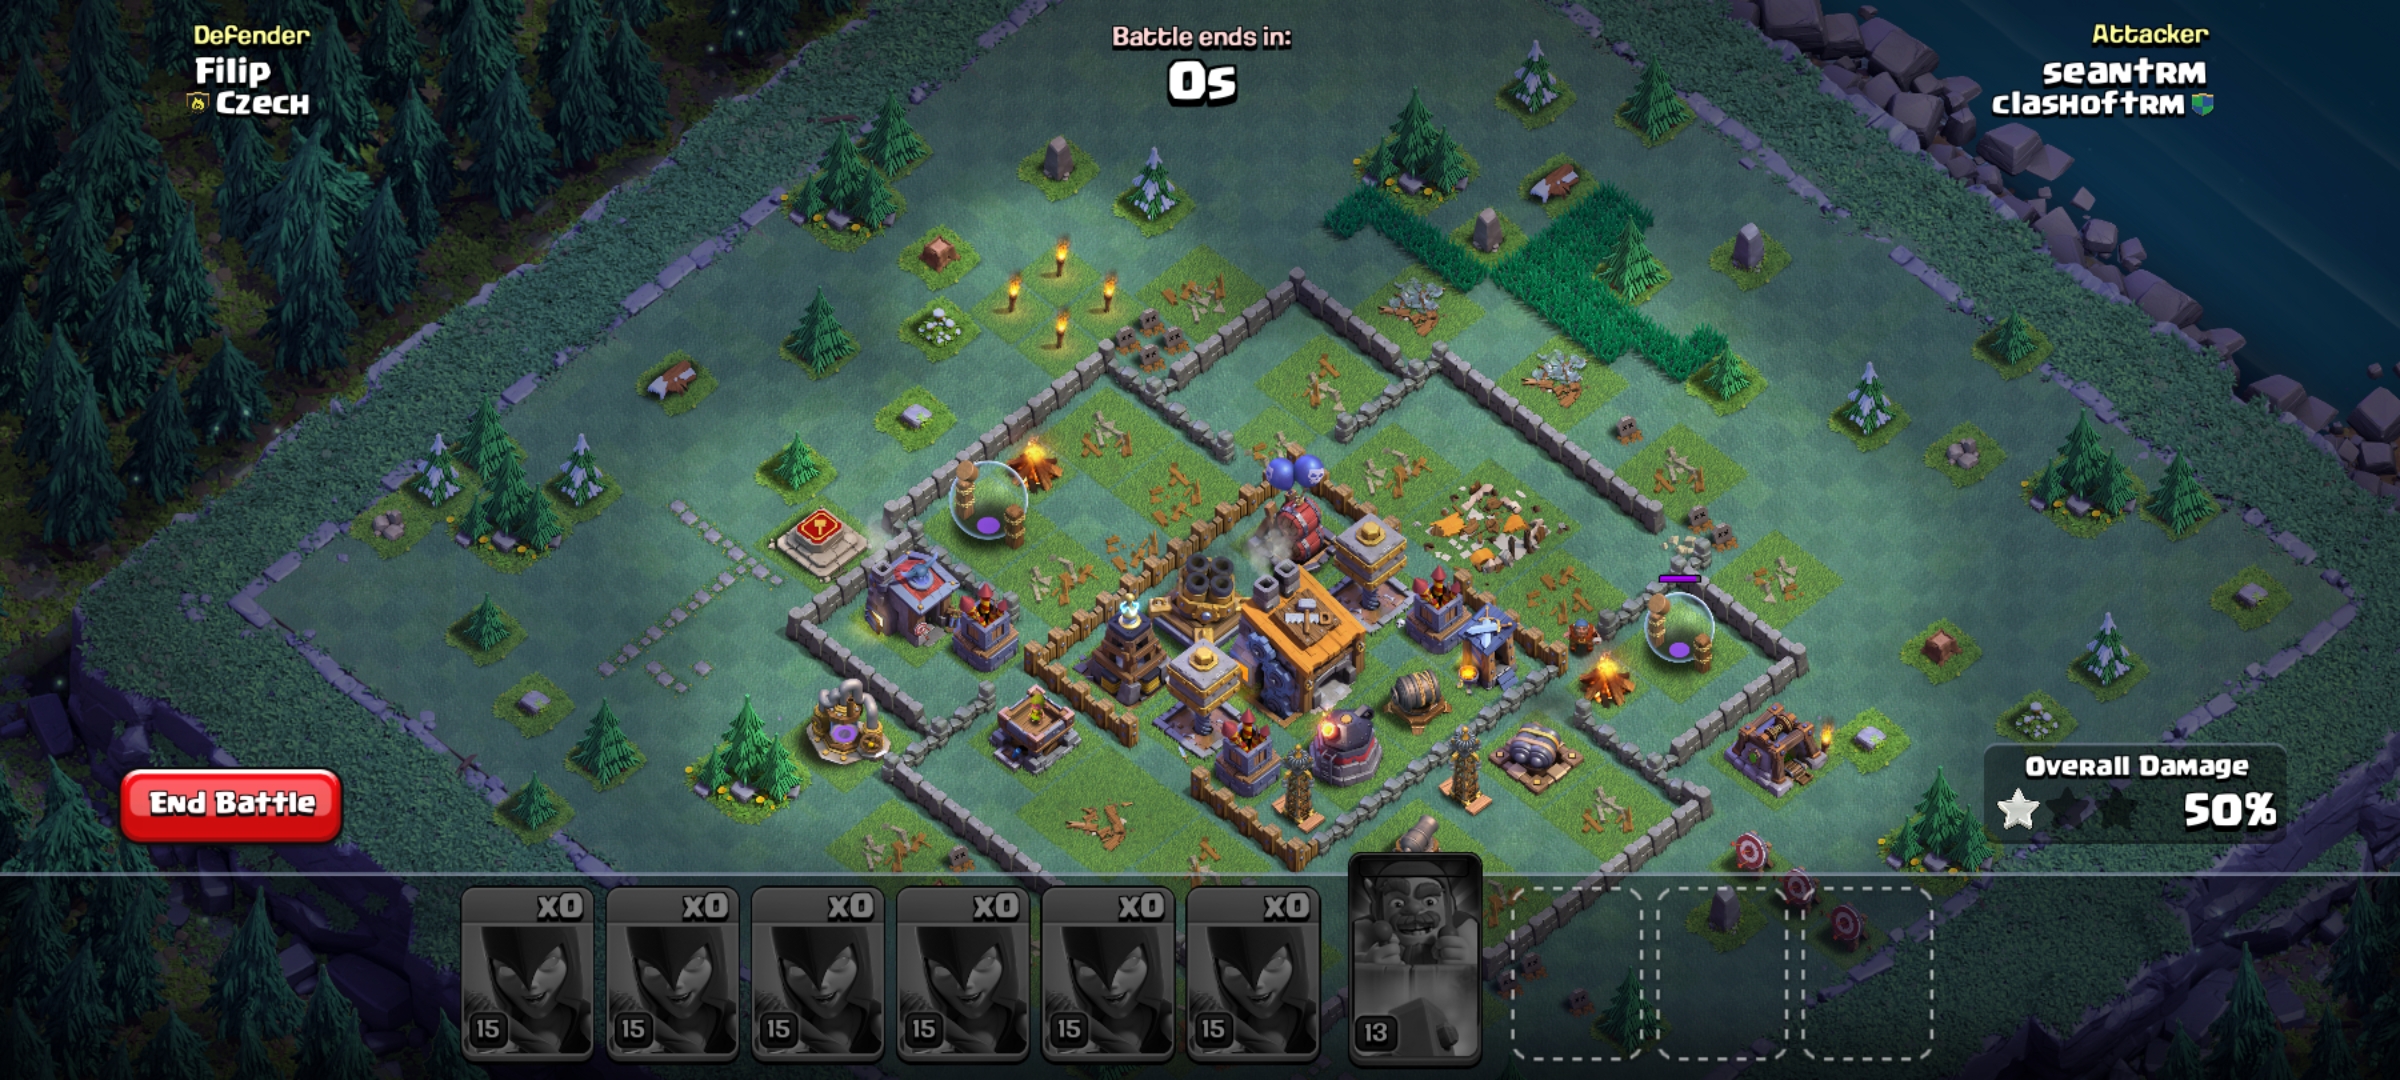 Defender
Filip
Czech
Battle ends in:
0s
Attacker
seantRM
clashoftRM
End Battle
Overall Damage
50%
x0
x0
x0
x0
x0
x0
15
15
15
15
15
15
13